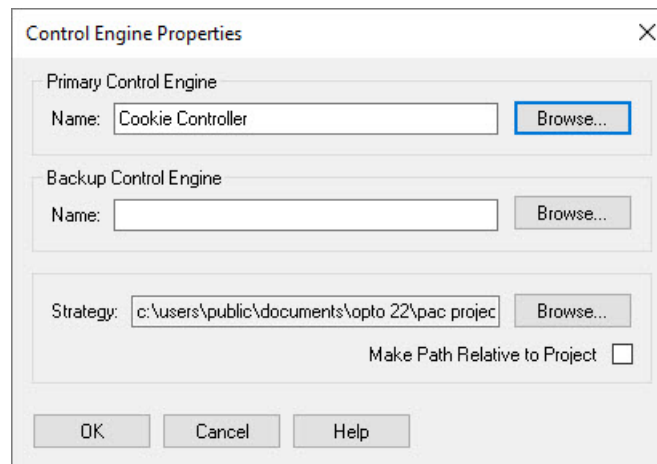 Control Engine Properties
Primary Control Engine
Name: Cookie Controller Browse...
Backup Control Engine
Name: Browse...
Strategy: c:\users\public\documents\opto 22\pac projec Browse...
Make Path Relative to Project
OK Cancel Help